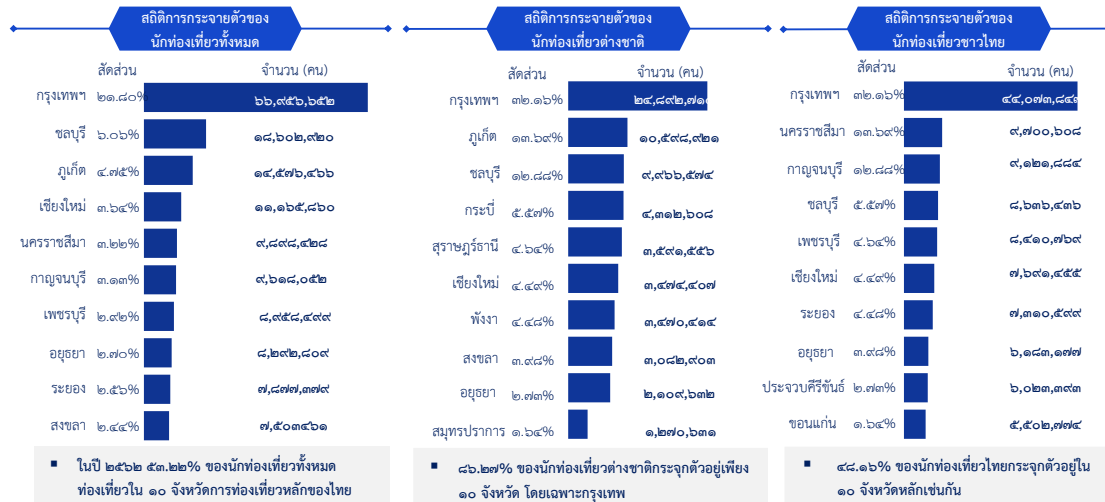 สถิติการกระจายตัวของ
นักท่องเที่ยวทั้งหมด
สัดส่วน จำนวน (คน)
กรุงเทพฯ ๒๑.๘๐% ๖๖,๙๕๖,๖๕๒
ชลบุรี ๖.๐๖% ๑๘,๖๐๒,๙๒๐
ภูเก็ต ๔.๗๕% ๑๔,๕๗๖,๔๖๖
เชียงใหม่ ๓.๖๔% ๑๑,๑๖๕,๘๖๐
นครราชสีมา ๓.๒๒% ๙,๘๙๘,๔๒๘
กาญจนบุรี ๓.๑๓% ๙,๖๑๘,๐๕๒
เพชรบุรี ๒.๙๒% ๘,๙๕๘,๔๙๙
อยุธยา ๒.๗๐% ๘,๒๙๒,๘๐๙
ระยอง ๒.๕๖% ๗,๘๗๗,๓๗๙
สงขลา ๒.๔๔% ๗,๕๐๓๔๖๑
▪ ในปี ๒๕๖๒ ๕๓.๒๒% ของนักท่องเที่ยวทั้งหมด
ท่องเที่ยวใน ๑๐ จังหวัดการท่องเที่ยวหลักของไทย
สถิติการกระจายตัวของ
นักท่องเที่ยวต่างชาติ
สัดส่วน จำนวน (คน)
กรุงเทพฯ ๓๒.๑๖% ๒๔,๘๙๒,๗๑๐
ภูเก็ต ๑๓.๖๙% ๑๐,๕๙๘,๙๒๑
ชลบุรี ๑๒.๘๘% ๙,๙๖๖,๕๗๔
กระบี่ ๕.๕๗% ๔,๓๑๒,๖๐๘
สุราษฎร์ธานี ๔.๖๔% ๓,๕๙๑,๕๕๖
เชียงใหม่ ๔.๔๙% ๓,๔๗๔,๔๐๗
พังงา ๔.๔๘% ๓,๔๗๐,๔๑๔
สงขลา ๓.๙๘% ๓,๐๘๒,๙๐๓
อยุธยา ๒.๗๓% ๒,๑๐๙,๖๓๒
สมุทรปราการ ๑.๖๔% ๑,๒๗๐,๖๓๑
▪ ๘๖.๒๗% ของนักท่องเที่ยวต่างชาติกระจุกตัวอยู่เพียง
๑๐ จังหวัด โดยเฉพาะกรุงเทพ
สถิติการกระจายตัวของ
นักท่องเที่ยวชาวไทย
สัดส่วน จำนวน (คน)
กรุงเทพฯ ๓๒.๑๖%
นครราชสีมา ๑๓.๖๙% ๙,๗๐๐,๖๐๘
กาญจนบุรี ๑๒.๘๘% ๙,๑๒๑,๘๘๔
ชลบุรี ๕.๕๗% ๘,๖๓๖,๔๓๖
เพชรบุรี ๔.๖๔% ๘,๔๑๐,๗๖๙
เชียงใหม่ ๔.๔๙% ๗,๖๙๑,๔๕๕
ระยอง ๔.๔๘% ๗,๓๑๐,๕๙๙
อยุธยา ๓.๙๘% ๖,๑๘๓,๑๗๗
ประจวบคีรีขันธ์ ๒.๗๓% ๖,๐๒๓,๓๙๓
ขอนแก่น ๑.๖๔% ๕,๕๐๒,๗๗๔
▪ ๔๘.๑๖% ของนักท่องเที่ยวไทยกระจุกตัวอยู่ใน
๑๐ จังหวัดหลักเช่นกัน